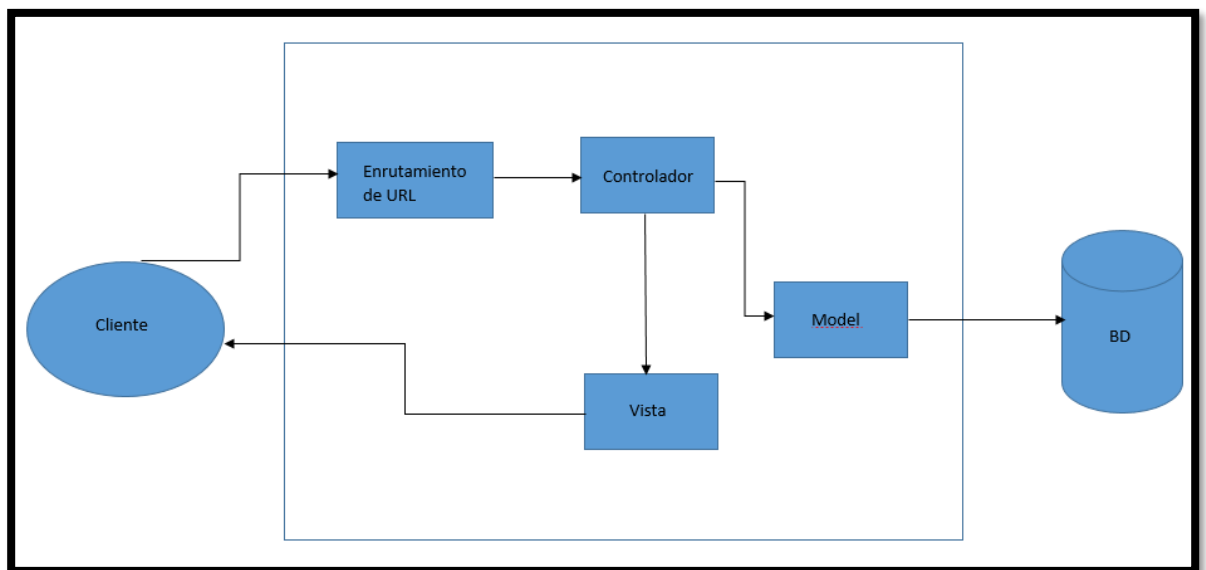 Enrutamiento
de URL
Controlador
Cliente
Model
BD
Vista